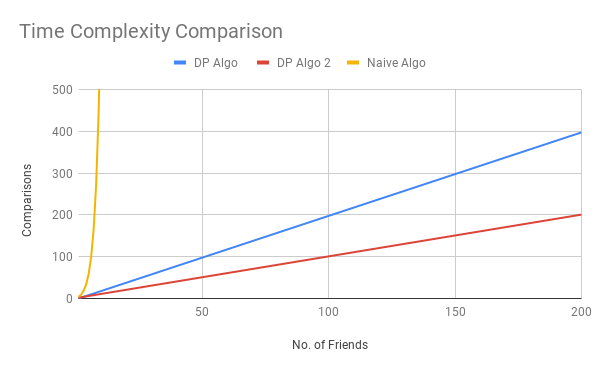 Time Complexity Comparison
DP Algo DP Algo 2 Naive Algo
500
400
300
200
100
0
Comparisons
50 100 150 200
No. of Friends